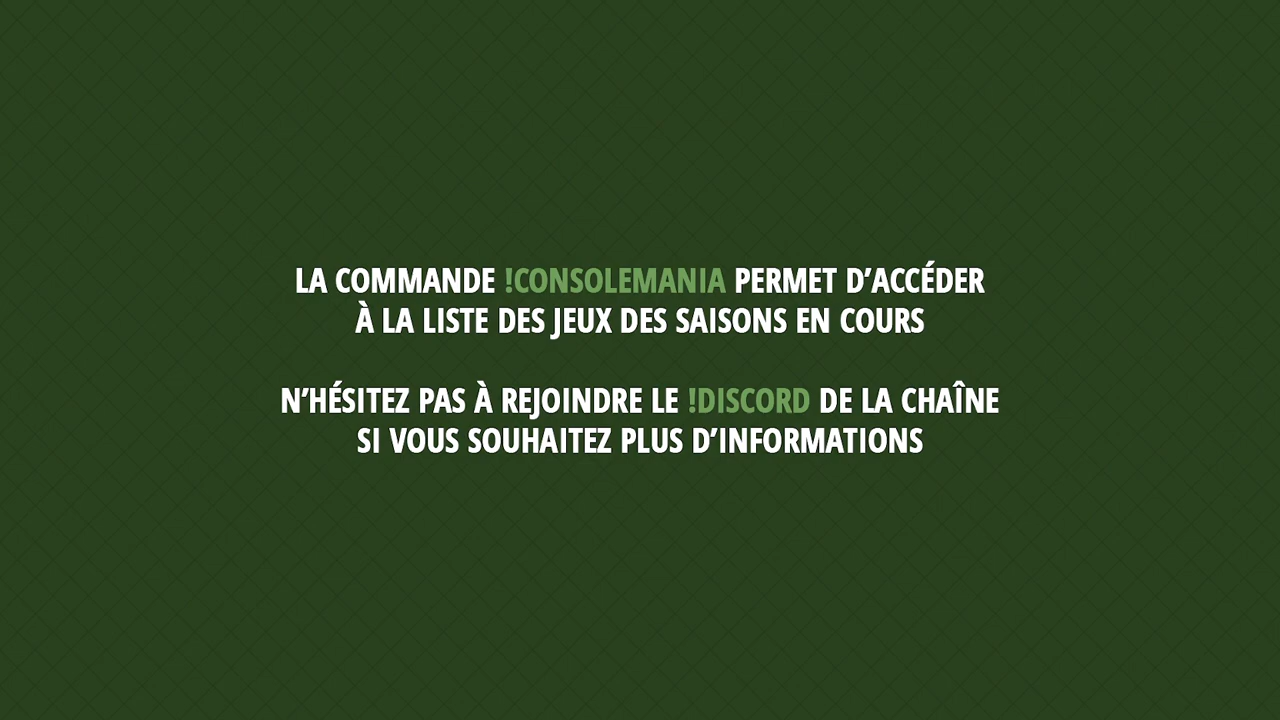 LA COMMANDE !CONSOLEMANIA PERMET D’ACCÉDER
À LA LISTE DES JEUX DES SAISONS EN COURS
N’HÉSITEZ PAS À REJOINDRE LE !DISCORD DE LA CHAÎNE
SI VOUS SOUHAITEZ PLUS D’INFORMATIONS